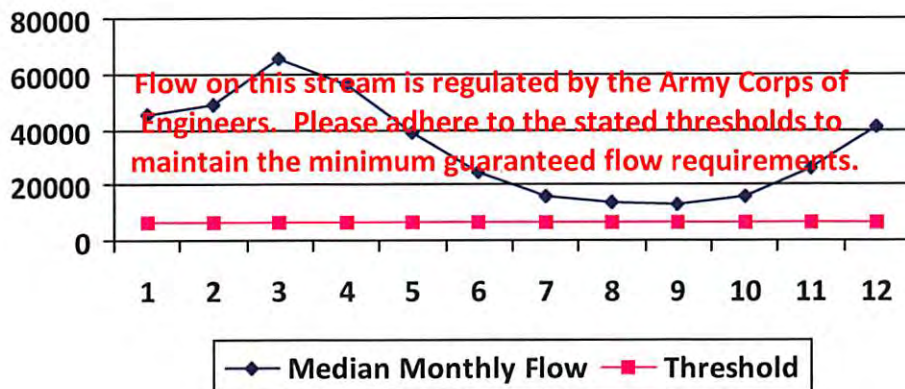 80000
60000
40000
20000
0
Flow on this stream is regulated by the Army Corps of
Engineers. Please adhere to the stated thresholds to
maintain the minimum guaranteed flow requirements.
1 2 3 4 5 6 7 8 9 10 11 12
Median Monthly Flow Threshold